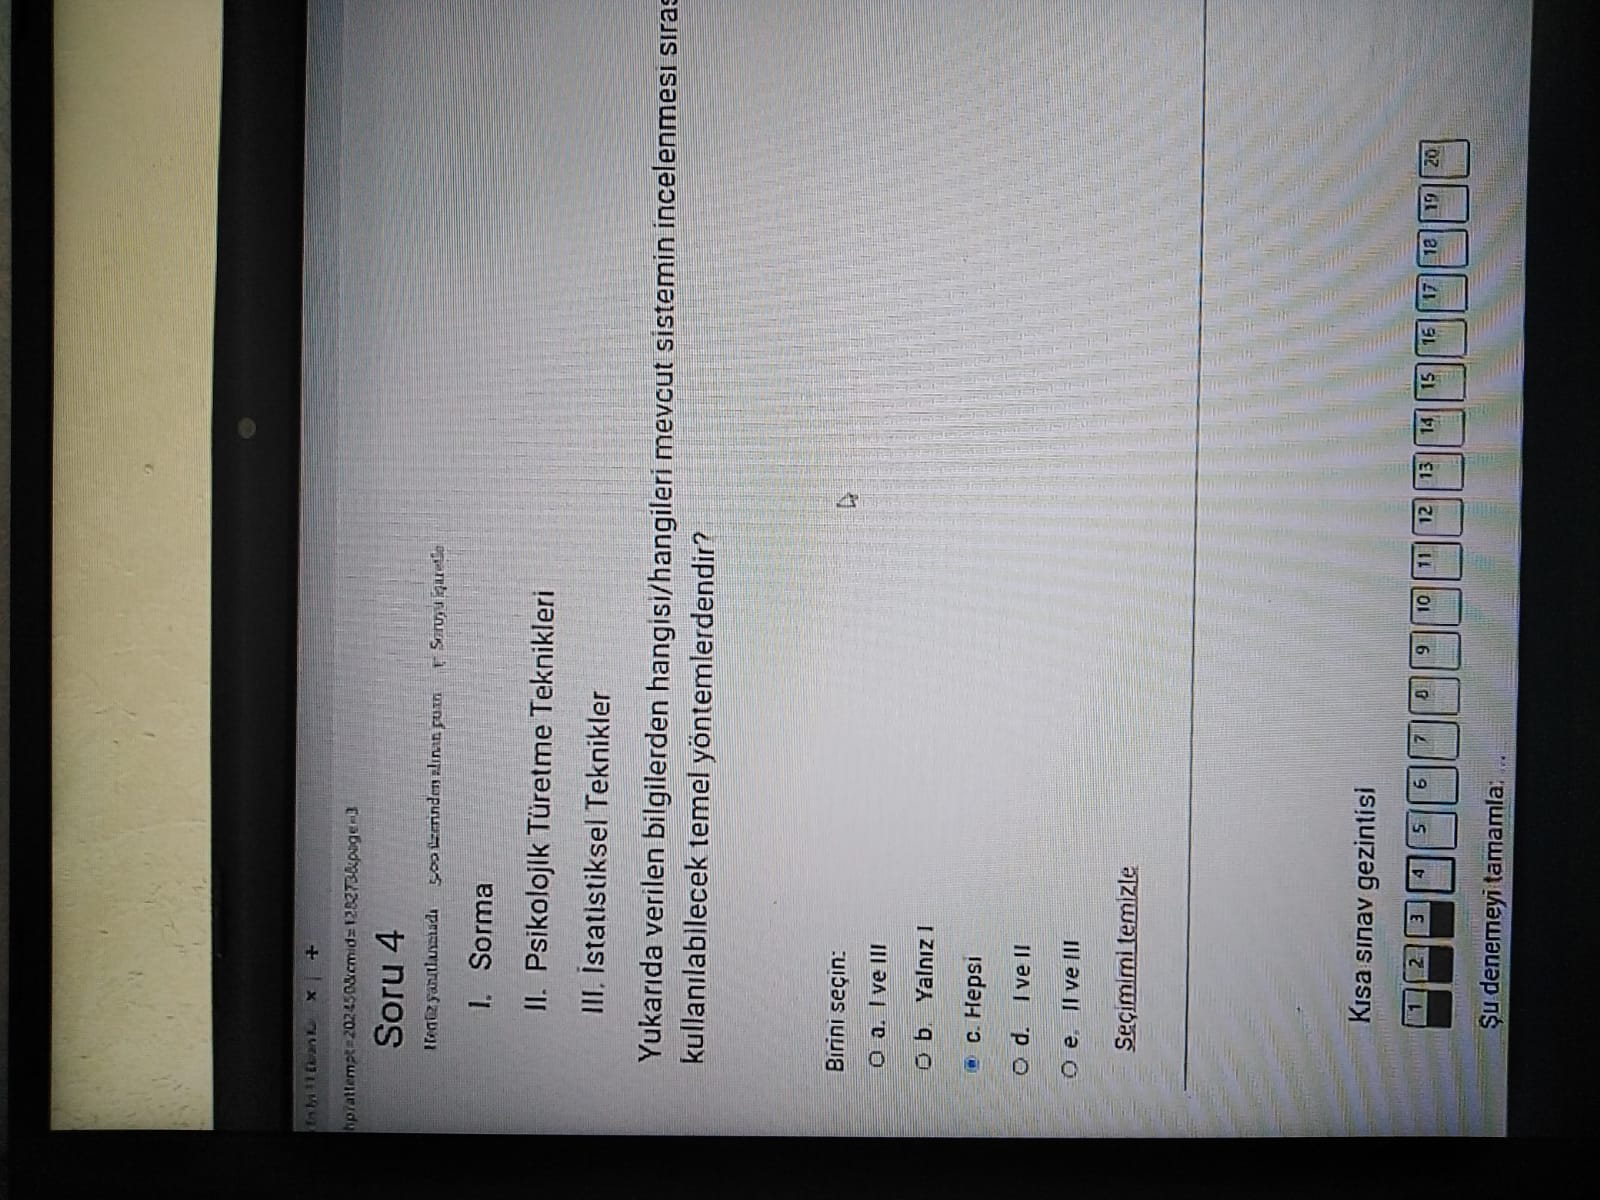 +
hp?attempt=202450&cmid=128273&page=3
Soru 4
Henüz yanıtlanmadı 5,00 üzerinden alınan puan Soruyu işaretle
I. Sorma
II. Psikolojik Türetme Teknikleri
III. İstatistiksel Teknikler
Yukarıda verilen bilgilerden hangisi/hangileri mevcut sistemin incelenmesi
kullanılabilecek temel yöntemlerdendir?
Birini seçin:
a. I ve III
b. Yalnız I
c. Hepsi
d. I ve II
e. II ve III
Seçimimi temizle
Kısa sınav gezintisi
1 2 3 4 5 6 7 8 9 10 11 12 13 14 15 16 17 18 19 20
Şu denemeyi tamamla: ...